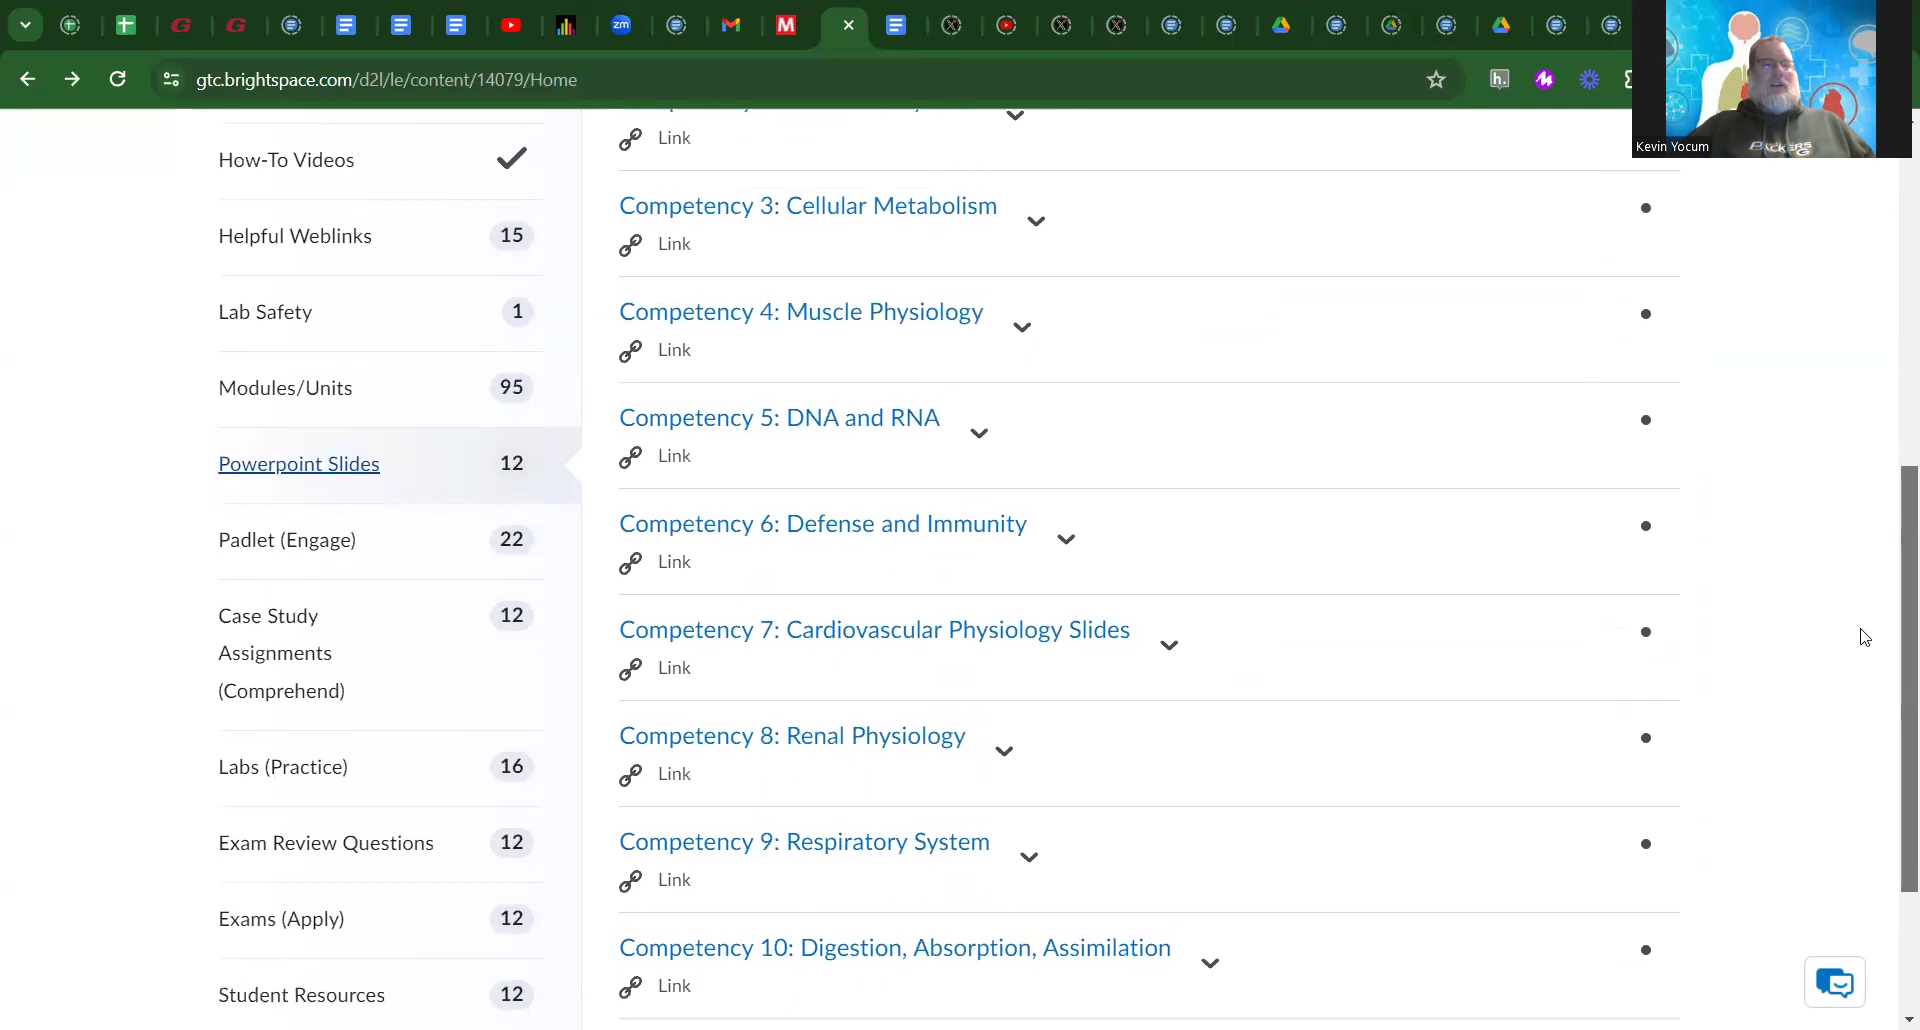 zm
M
gtc.brightspace.com/d2l/le/content/14079/Home
h.
Kevin Yocum
PACKERS
How-To Videos
Helpful Weblinks 15
Lab Safety 1
Modules/Units 95
Powerpoint Slides 12
Padlet (Engage) 22
Case Study 12
Assignments
(Comprehend)
Labs (Practice) 16
Exam Review Questions 12
Exams (Apply) 12
Student Resources 12
Link
Competency 3: Cellular Metabolism
Link
Competency 4: Muscle Physiology
Link
Competency 5: DNA and RNA
Link
Competency 6: Defense and Immunity
Link
Competency 7: Cardiovascular Physiology Slides
Link
Competency 8: Renal Physiology
Link
Competency 9: Respiratory System
Link
Competency 10: Digestion, Absorption, Assimilation
Link